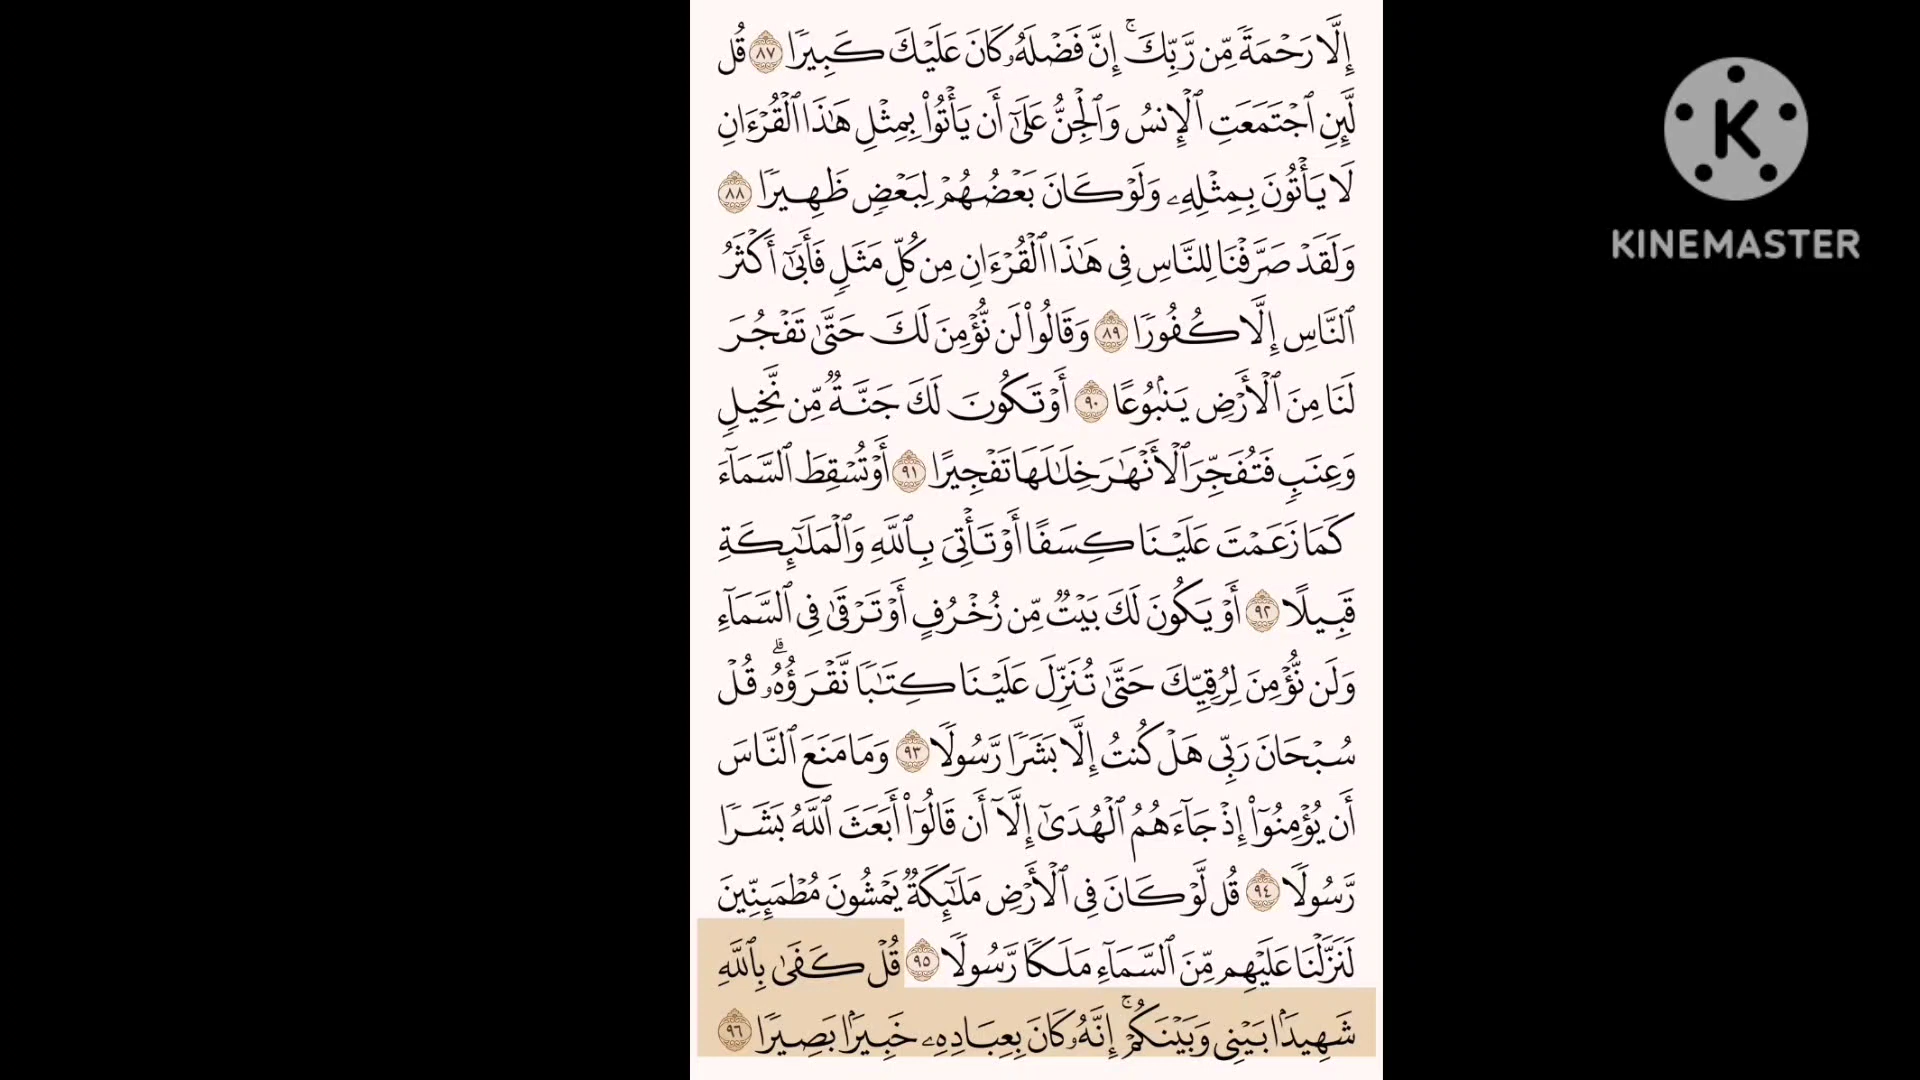 إِلَّا رَحْمَةً مِّن رَّبِّكَ ۚ إِنَّ فَضْلَهُۥ كَانَ عَلَيْكَ كَبِيرًا ٨٧ قُل
لَّئِنِ ٱجْتَمَعَتِ ٱلْإِنسُ وَٱلْجِنُّ عَلَىٰٓ أَن يَأْتُوا۟ بِمِثْلِ هَٰذَا ٱلْقُرْءَانِ
لَا يَأْتُونَ بِمِثْلِهِۦ وَلَوْ كَانَ بَعْضُهُمْ لِبَعْضٍ ظَهِيرًا ٨٨
وَلَقَدْ صَرَّفْنَا لِلنَّاسِ فِى هَٰذَا ٱلْقُرْءَانِ مِن كُلِّ مَثَلٍ فَأَبَىٰٓ أَكْثَرُ
ٱلنَّاسِ إِلَّا كُفُورًا ٨٩ وَقَالُوا۟ لَن نُّؤْمِنَ لَكَ حَتَّىٰ تَفْجُرَ
لَنَا مِنَ ٱلْأَرْضِ يَنۢبُوعًا ٩٠ أَوْ تَكُونَ لَكَ جَنَّةٌ مِّن نَّخِيلٍ
وَعِنَبٍ فَتُفَجِّرَ ٱلْأَنْهَٰرَ خِلَٰلَهَا تَفْجِيرًا ٩١ أَوْ تُسْقِطَ ٱلسَّمَآءَ
كَمَا زَعَمْتَ عَلَيْنَا كِسَفًا أَوْ تَأْتِىَ بِٱللَّهِ وَٱلْمَلَٰٓئِكَةِ
قَبِيلًا ٩٢ أَوْ يَكُونَ لَكَ بَيْتٌ مِّن زُخْرُفٍ أَوْ تَرْقَىٰ فِى ٱلسَّمَآءِ
وَلَن نُّؤْمِنَ لِرُقِيِّكَ حَتَّىٰ تُنَزِّلَ عَلَيْنَا كِتَٰبًا نَّقْرَؤُهُۥ ۗ قُلْ
سُبْحَانَ رَبِّى هَلْ كُنتُ إِلَّا بَشَرًا رَّسُولًا ٩٣ وَمَا مَنَعَ ٱلنَّاسَ
أَن يُؤْمِنُوٓا۟ إِذْ جَآءَهُمُ ٱلْهُدَىٰٓ إِلَّآ أَن قَالُوٓا۟ أَبَعَثَ ٱللَّهُ بَشَرًا
رَّسُولًا ٩٤ قُل لَّوْ كَانَ فِى ٱلْأَرْضِ مَلَٰٓئِكَةٌ يَمْشُونَ مُطْمَئِنِّينَ
لَنَزَّلْنَا عَلَيْهِم مِّنَ ٱلسَّمَآءِ مَلَكًا رَّسُولًا ٩٥ قُلْ كَفَىٰ بِٱللَّهِ
شَهِيدًۢا بَيْنِى وَبَيْنَكُمْ ۚ إِنَّهُۥ كَانَ بِعِبَادِهِۦ خَبِيرًۢا بَصِيرًا ٩٦
K
KINEMASTER